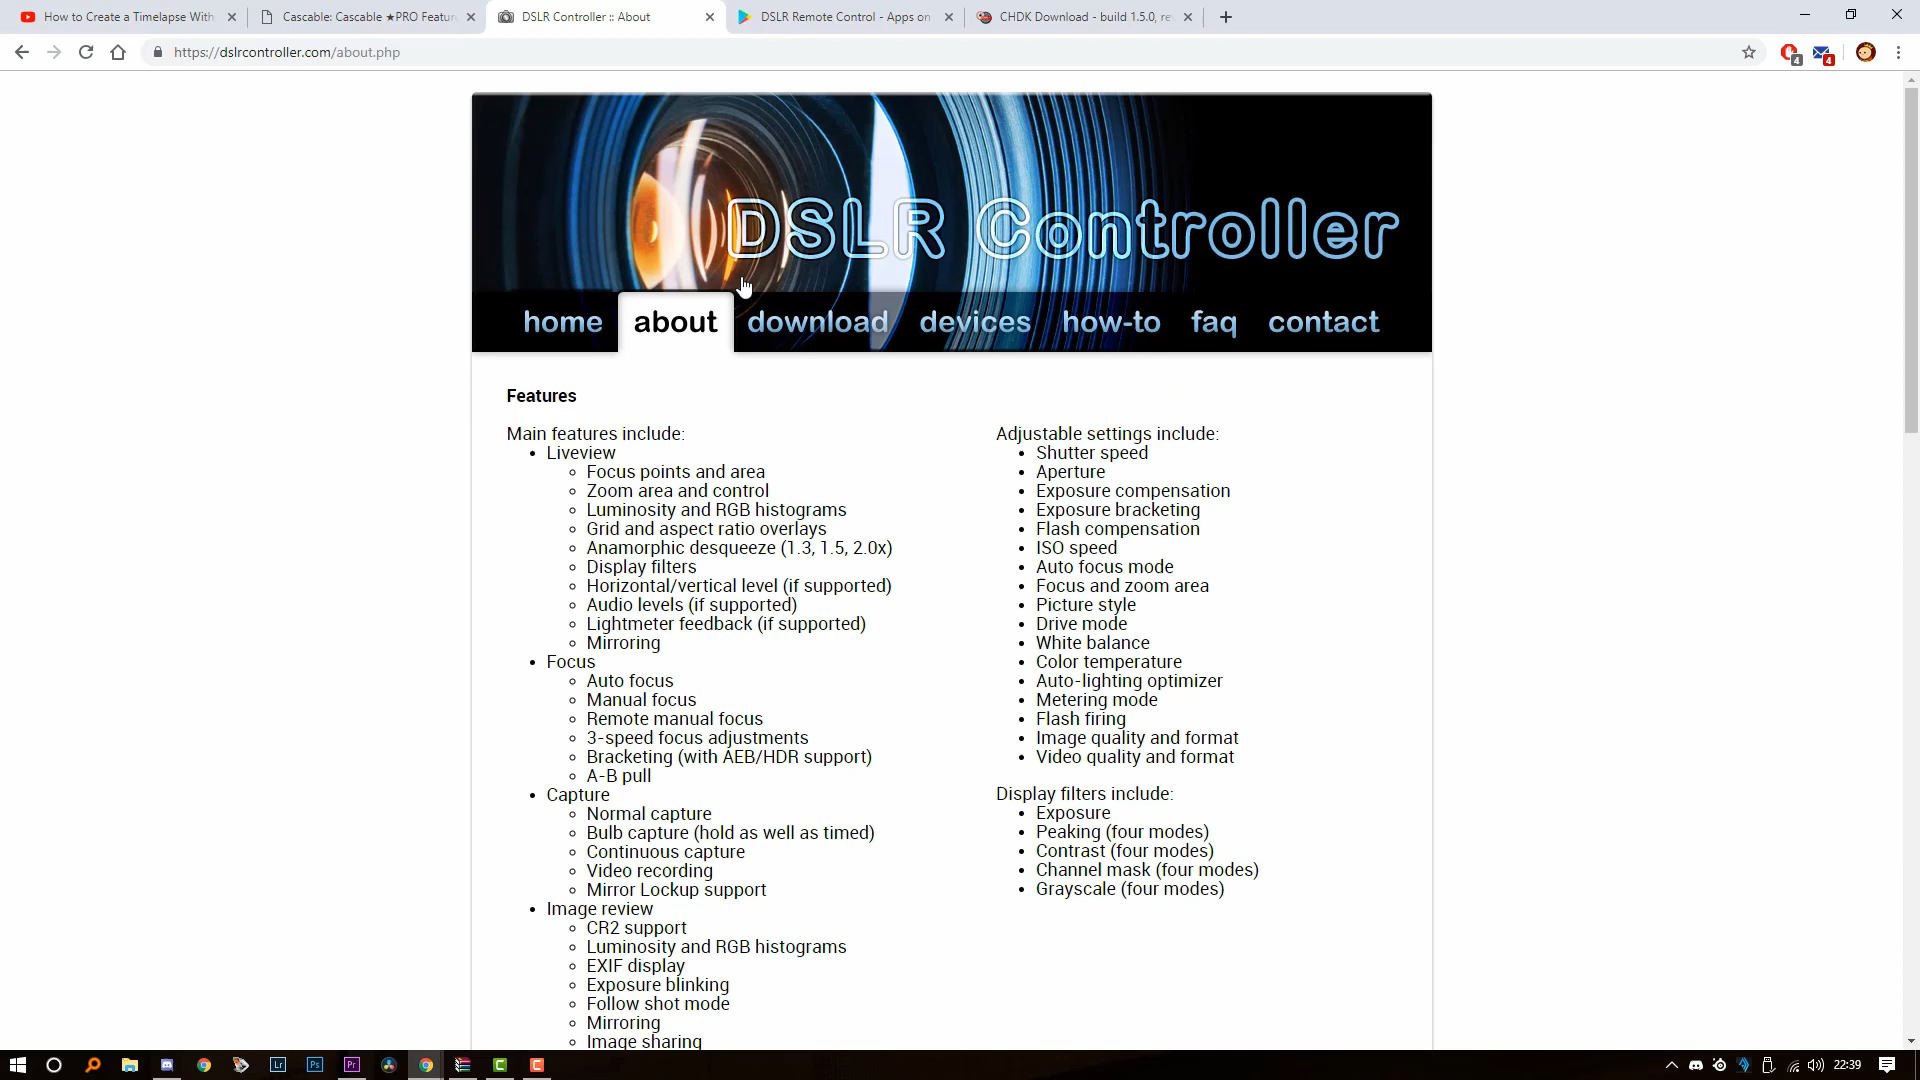 How to Create a Timelapse With
Cascable: Cascable ★PRO Featur
DSLR Controller :: About
DSLR Remote Control - Apps on
CHDK Download - build 1.5.0, re
https://dslrcontroller.com/about.php
4
4
DSLR Controller
home about download devices how-to faq contact
Features
Main features include:
Liveview
Focus points and area
Zoom area and control
Luminosity and RGB histograms
Grid and aspect ratio overlays
Anamorphic desqueeze (1.3, 1.5, 2.0x)
Display filters
Horizontal/vertical level (if supported)
Audio levels (if supported)
Lightmeter feedback (if supported)
Mirroring
Focus
Auto focus
Manual focus
Remote manual focus
3-speed focus adjustments
Bracketing (with AEB/HDR support)
A-B pull
Capture
Normal capture
Bulb capture (hold as well as timed)
Continuous capture
Video recording
Mirror Lockup support
Image review
CR2 support
Luminosity and RGB histograms
EXIF display
Exposure blinking
Follow shot mode
Mirroring
Image sharing
Adjustable settings include:
Shutter speed
Aperture
Exposure compensation
Exposure bracketing
Flash compensation
ISO speed
Auto focus mode
Focus and zoom area
Picture style
Drive mode
White balance
Color temperature
Auto-lighting optimizer
Metering mode
Flash firing
Image quality and format
Video quality and format
Display filters include:
Exposure
Peaking (four modes)
Contrast (four modes)
Channel mask (four modes)
Grayscale (four modes)
Lr
Ps
Pr
C
C
22:39